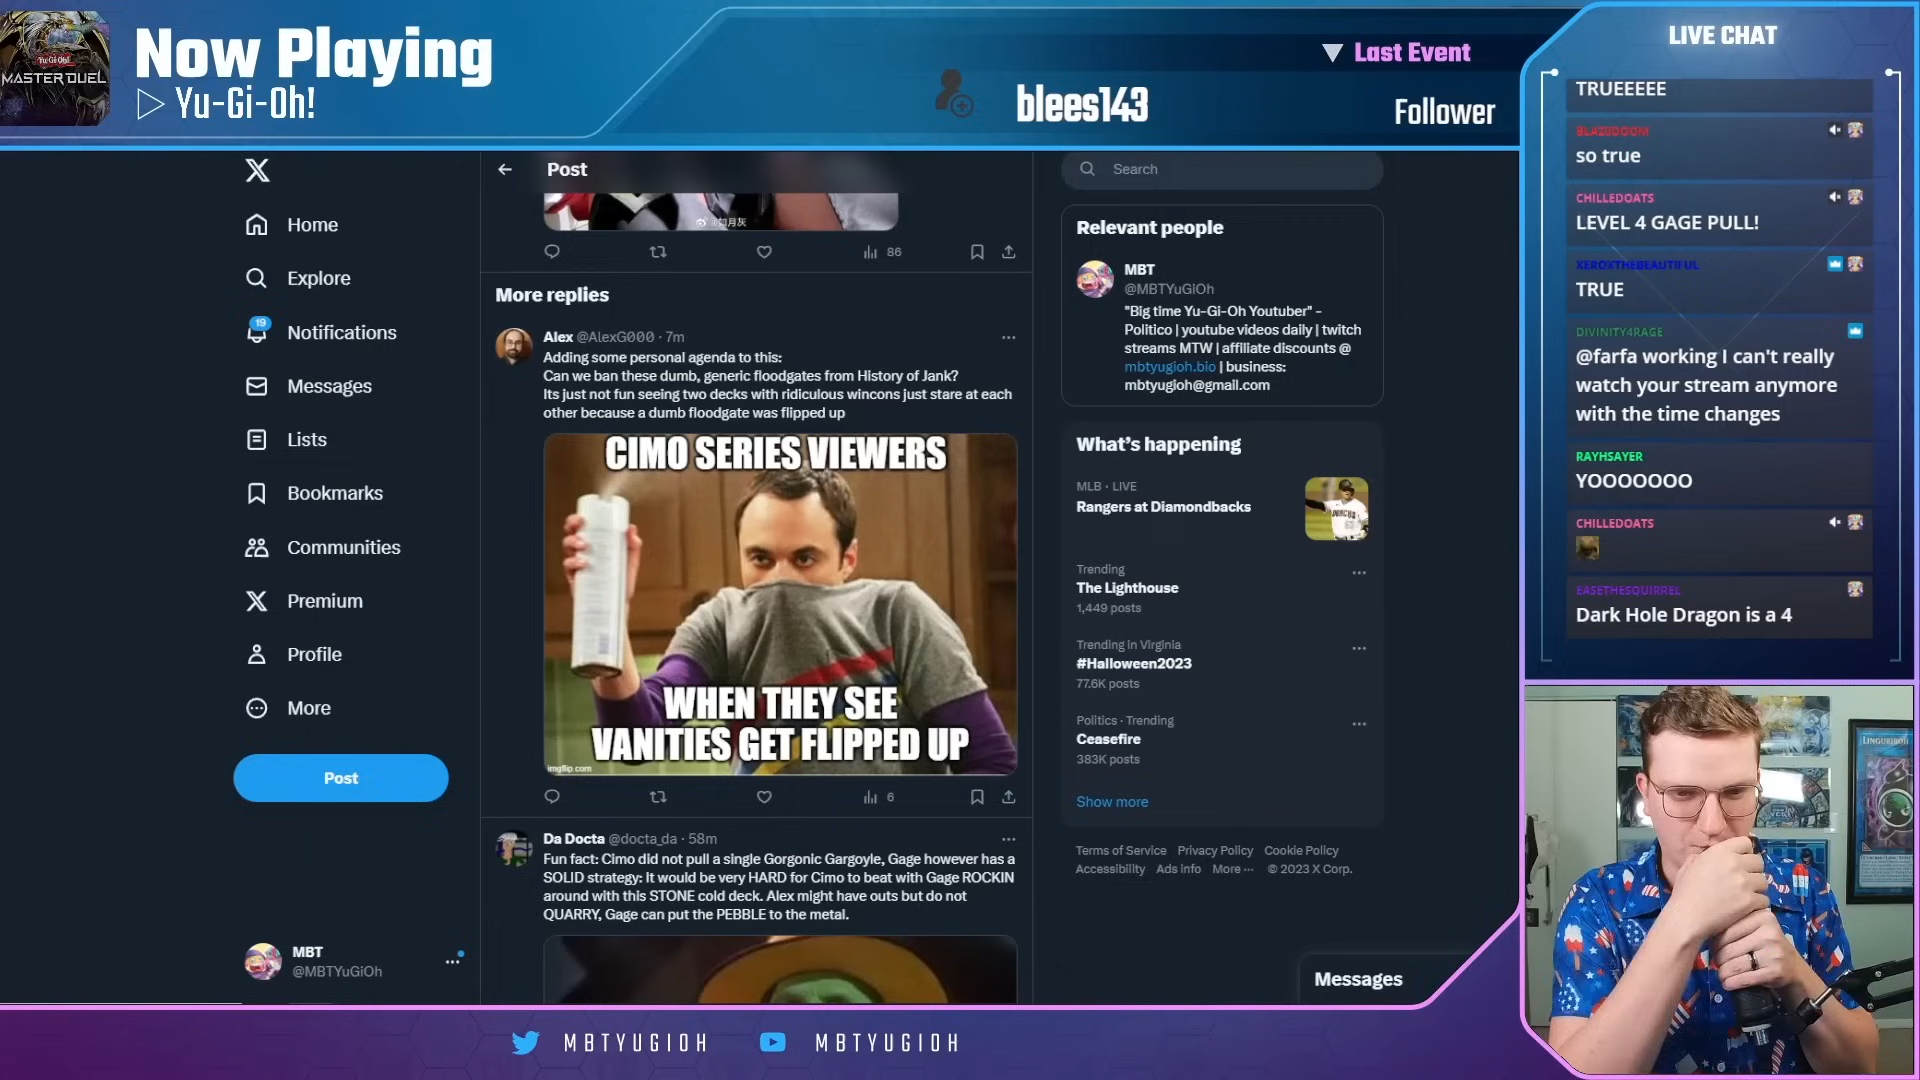 Yu-Gi-Oh!
MASTER DUEL
Now Playing
Yu-Gi-Oh!
Last Event
blees143
Follower
LIVE CHAT
TRUEEEEE
BLAZUDOOM
so true
CHILLEDOATS
LEVEL 4 GAGE PULL!
XEROXTHEBEAUTIFUL
TRUE
DIVINITY4RAGE
@farfa working I can't really
watch your stream anymore
with the time changes
RAYHSAYER
YOOOOOOO
CHILLEDOATS
EASETHESQUIRREL
Dark Hole Dragon is a 4
Home
Explore
19
Notifications
Messages
Lists
Bookmarks
Communities
Premium
Profile
More
Post
MBT
@MBTYuGiOh
Post
@如月灰
86
More replies
Alex @AlexG000 · 7m
Adding some personal agenda to this:
Can we ban these dumb, generic floodgates from History of Jank?
Its just not fun seeing two decks with ridiculous wincons just stare at each
other because a dumb floodgate was flipped up
CIMO SERIES VIEWERS
WHEN THEY SEE
VANITIES GET FLIPPED UP
imgflip.com
6
Da Docta @docta_da · 58m
Fun fact: Cimo did not pull a single Gorgonic Gargoyle, Gage however has a
SOLID strategy: It would be very HARD for Cimo to beat with Gage ROCKIN
around with this STONE cold deck. Alex might have outs but do not
QUARRY, Gage can put the PEBBLE to the metal.
Search
Relevant people
MBT
@MBTYuGiOh
"Big time Yu-Gi-Oh Youtuber" -
Politico | youtube videos daily | twitch
streams MTW | affiliate discounts @
mbtyugioh.bio | business:
mbtyugioh@gmail.com
What's happening
MLB · LIVE
Rangers at Diamondbacks
Trending
The Lighthouse
1,449 posts
Trending in Virginia
#Halloween2023
77.6K posts
Politics · Trending
Ceasefire
383K posts
Show more
Terms of Service Privacy Policy Cookie Policy
Accessibility Ads info More ··· © 2023 X Corp.
Messages
LINGURIBOH
MBTYUGIOH
MBTYUGIOH